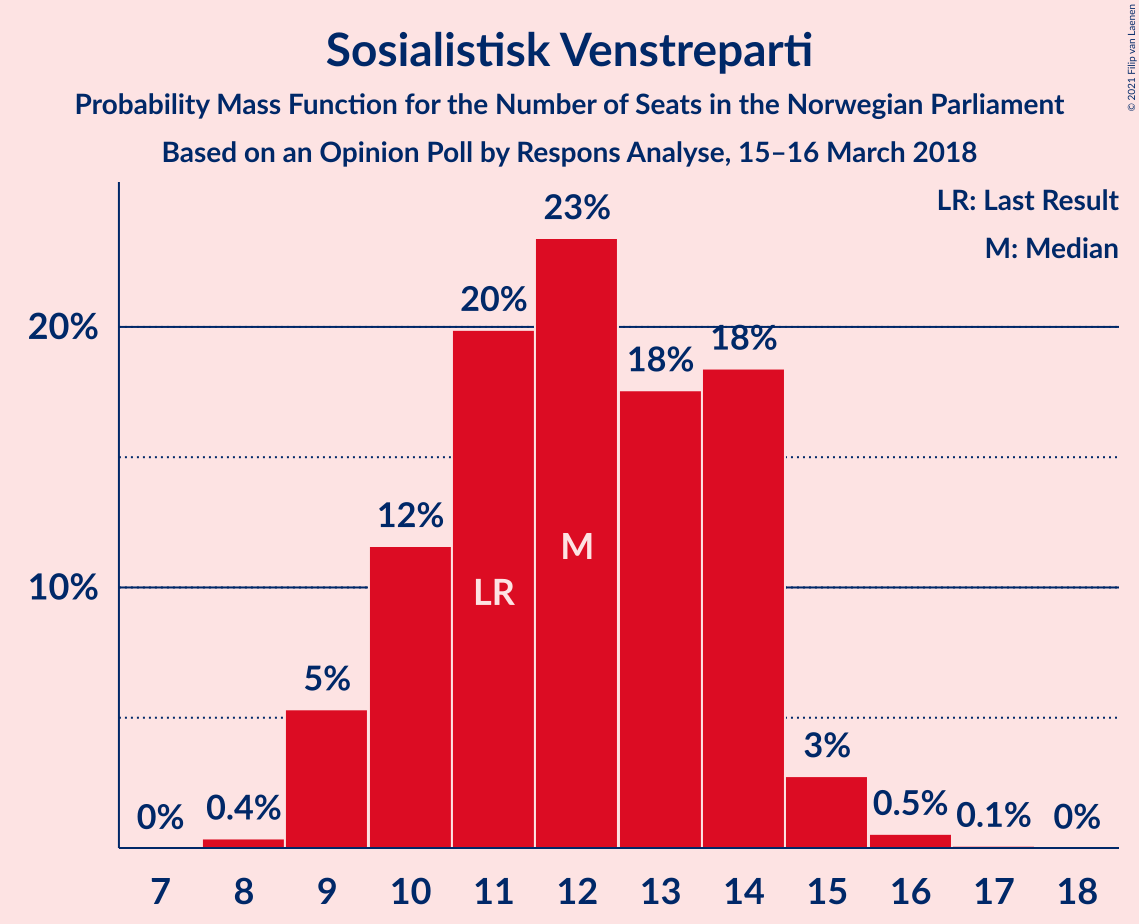 Sosialistisk Venstreparti
Probability Mass Function for the Number of Seats in the Norwegian Parliament
Based on an Opinion Poll by Respons Analyse, 15–16 March 2018
© 2021 Filip van Laenen
LR: Last Result
M: Median
20%
10%
0%
0.4%
5%
12%
20%
23%
18%
18%
3%
0.5%
0.1%
0%
LR
M
7 8 9 10 11 12 13 14 15 16 17 18